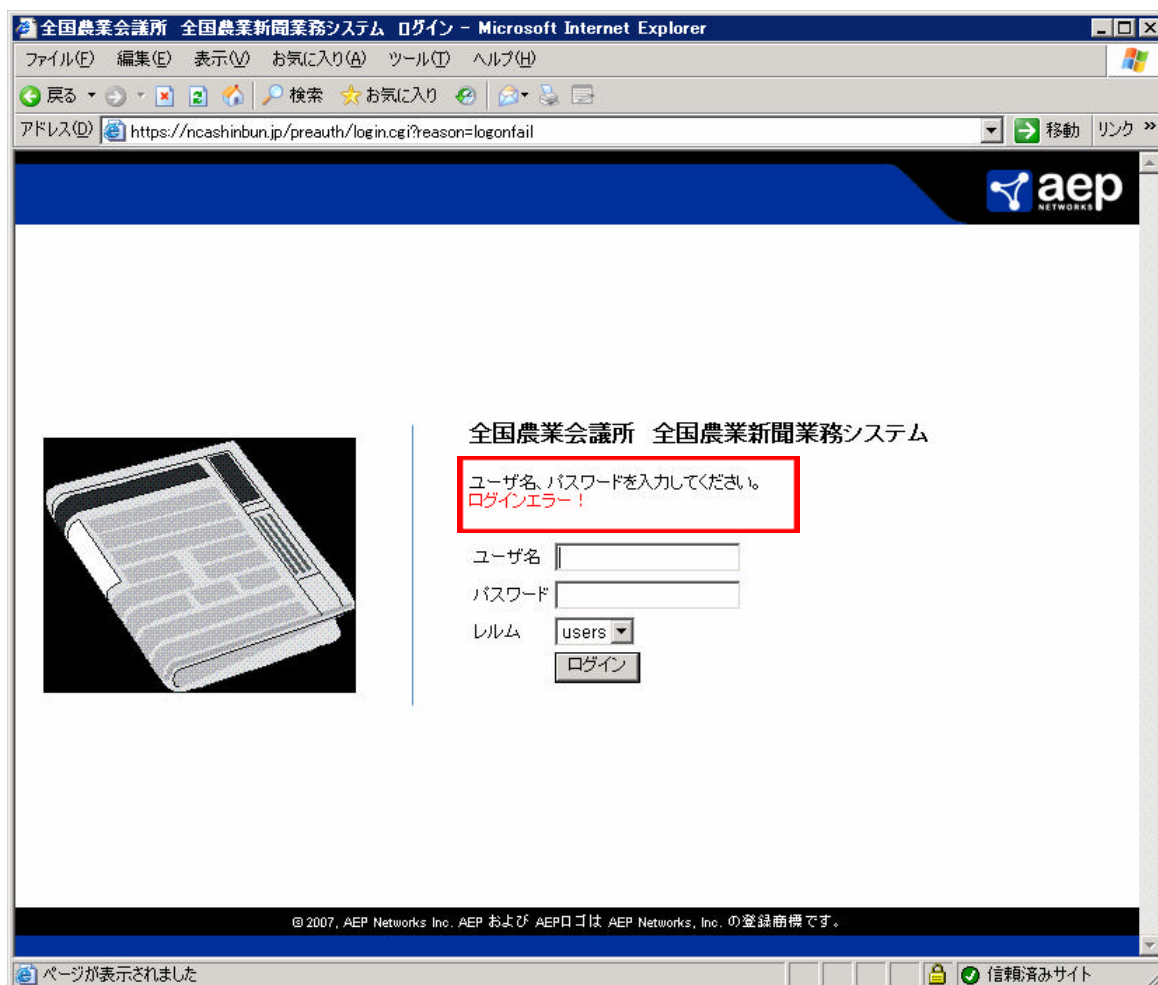 全国農業会議所 全国農業新聞業務システム ログイン - Microsoft Internet Explorer
ファイル(F) 編集(E) 表示(V) お気に入り(A) ツール(T) ヘルプ(H)
戻る 検索 お気に入り
アドレス(D) https://ncashinbun.jp/preauth/login.cgi?reason=logonfail 移動 リンク »
aep
NETWORKS
全国農業会議所 全国農業新聞業務システム
ユーザ名、パスワードを入力してください。
ログインエラー！
ユーザ名
パスワード
レルム users
ログイン
© 2007, AEP Networks Inc. AEP および AEPロゴは AEP Networks, Inc. の登録商標です。
ページが表示されました 信頼済みサイト